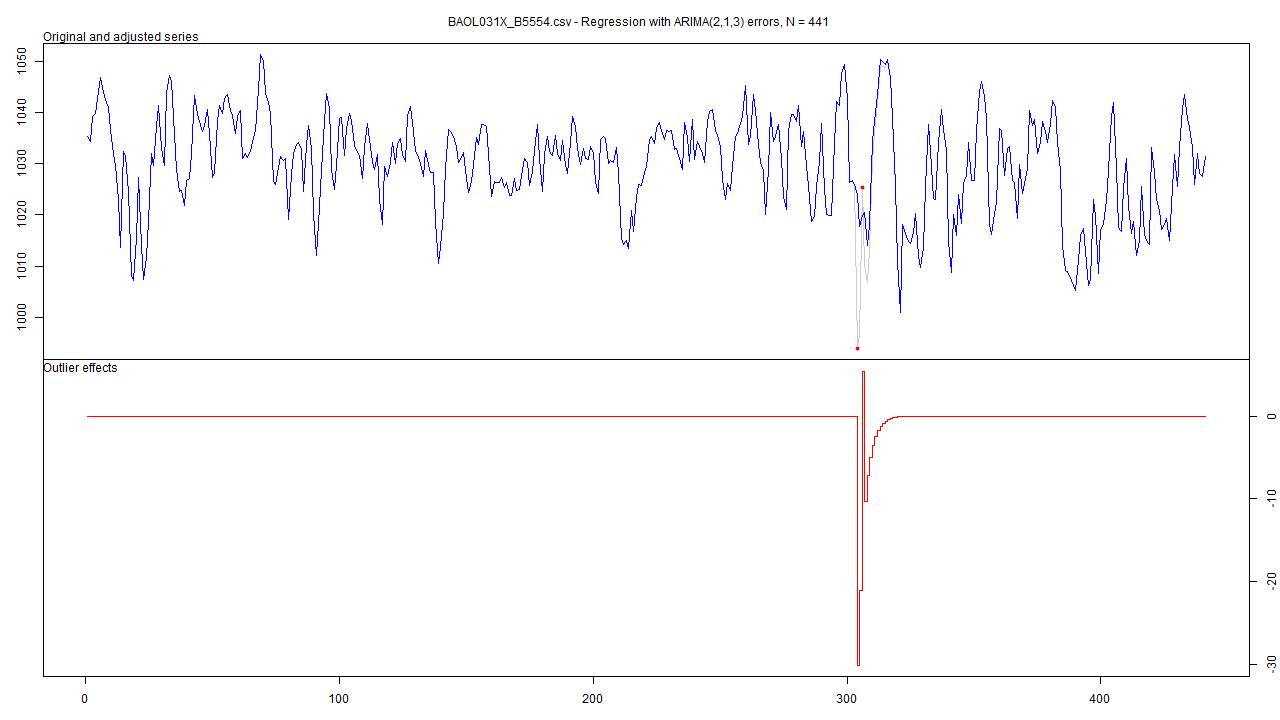 BAOL031X_B5554.csv - Regression with ARIMA(2,1,3) errors, N = 441
Original and adjusted series
1050
1040
1030
1020
1010
1000
Outlier effects
0
-10
-20
-30
0 100 200 300 400